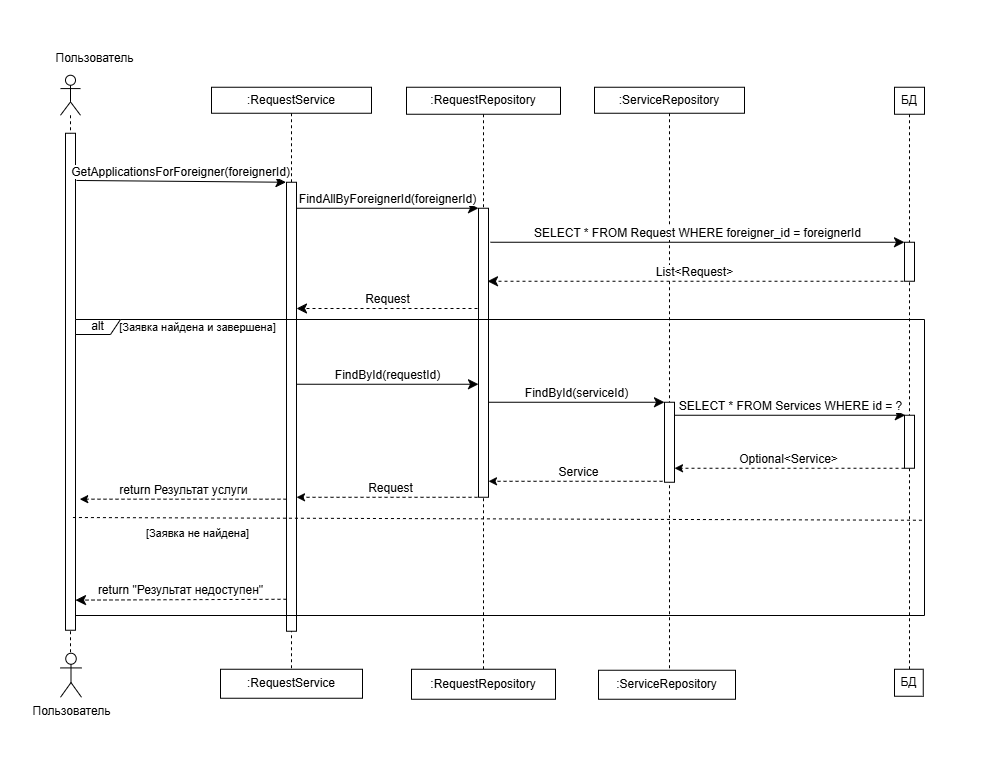 Пользователь
:RequestService
:RequestRepository
:ServiceRepository
БД
GetApplicationsForForeigner(foreignerId)
FindAllByForeignerId(foreignerId)
SELECT * FROM Request WHERE foreigner_id = foreignerId
List<Request>
Request
alt
[Заявка найдена и завершена]
FindById(requestId)
FindById(serviceId)
SELECT * FROM Services WHERE id = ?
Optional<Service>
Service
Request
return Результат услуги
[Заявка не найдена]
return "Результат недоступен"
:RequestService
:RequestRepository
:ServiceRepository
БД
Пользователь